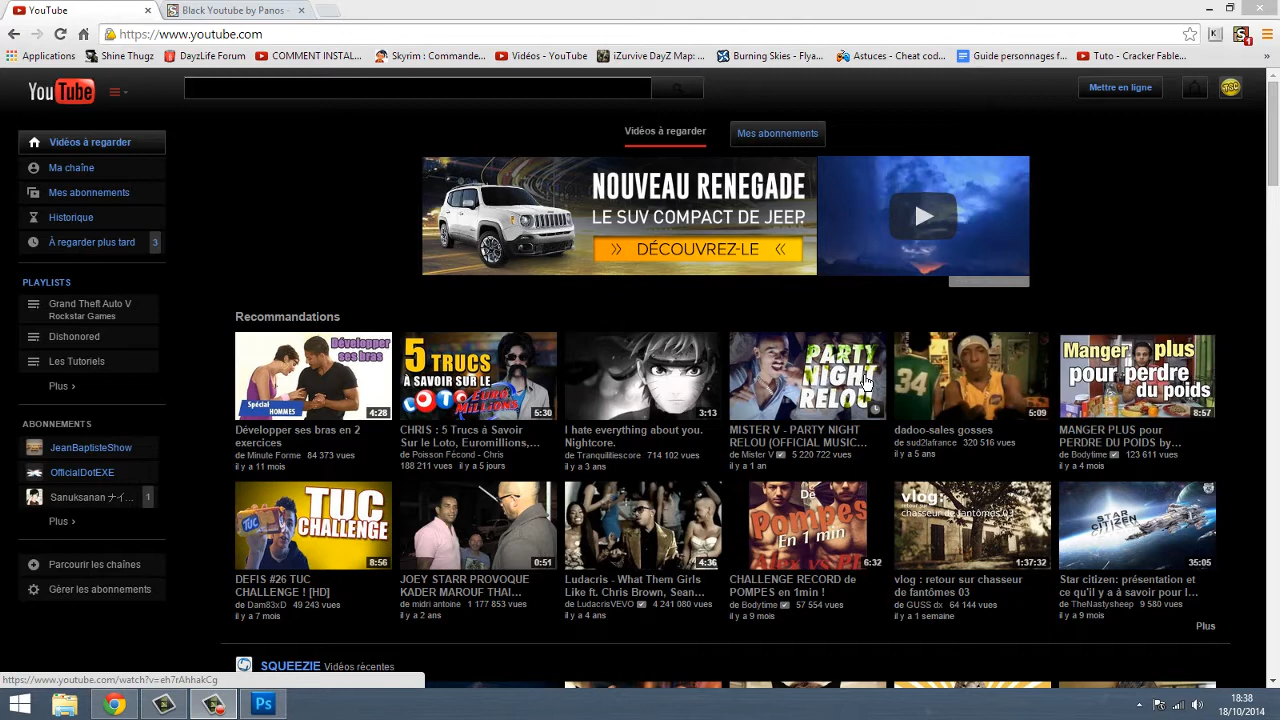 YouTube
Black Youtube by Panos -
https://www.youtube.com
Applications
Shine Thugz
DayzLife Forum
COMMENT INSTAL...
Skyrim : Commande...
Vidéos - YouTube
iZurvive DayZ Map:...
Burning Skies - Flya...
Astuces - Cheat cod...
Guide personnages f...
Tuto - Cracker Fable...
You Tube
Mettre en ligne
Vidéos à regarder
Mes abonnements
Vidéos à regarder
Ma chaîne
Mes abonnements
Historique
À regarder plus tard 3
PLAYLISTS
Grand Theft Auto V
Rockstar Games
Dishonored
Les Tutoriels
Plus ›
ABONNEMENTS
JeanBaptisteShow
OfficialDotEXE
Sanuksanan ナイ... 1
Plus ›
Parcourir les chaînes
Gérer les abonnements
NOUVEAU RENEGADE
LE SUV COMPACT DE JEEP.
DÉCOUVREZ-LE
Recommandations
Développer
ses bras
Spécial
HOMMES
4:28
Développer ses bras en 2
exercices
de Minute Forme 84 373 vues
il y a 11 mois
5 TRUCS
À SAVOIR SUR LE
LOTO EURO
MILLIONS
5:30
CHRIS : 5 Trucs à Savoir
Sur le Loto, Euromillions,...
de Poisson Fécond - Chris
188 211 vues il y a 5 jours
3:13
I hate everything about you.
Nightcore.
de Tranquilitiescore 714 102 vues
il y a 3 ans
PARTY
NIGHT
RELOU
MISTER V - PARTY NIGHT
RELOU (OFFICIAL MUSIC...
de Mister V 5 220 722 vues
il y a 1 an
34
5:09
dadoo-sales gosses
de sud2lafrance 320 516 vues
il y a 5 ans
Manger plus
pour perdre
du poids
8:57
MANGER PLUS pour
PERDRE DU POIDS by...
de Bodytime 123 611 vues
il y a 4 mois
TUC
TUC
CHALLENGE
8:56
DEFIS #26 TUC
CHALLENGE ! [HD]
de Dam83xD 49 243 vues
il y a 7 mois
0:51
JOEY STARR PROVOQUE
KADER MAROUF THAI...
de midri antoine 1 177 853 vues
il y a 2 ans
4:36
Ludacris - What Them Girls
Like ft. Chris Brown, Sean...
de LudacrisVEVO 4 241 080 vues
il y a 4 ans
De
Pompes
En 1 min
6:32
CHALLENGE RECORD de
POMPES en 1min !
de Bodytime 57 554 vues
il y a 9 mois
vlog:
retour sur
chasseur de fantômes 03
1:37:32
vlog : retour sur chasseur
de fantômes 03
de GUSS dx 64 144 vues
il y a 1 semaine
STAR
CITIZEN
35:05
Star citizen: présentation et
ce qu'il y a à savoir pour l...
de TheNastysheep 9 580 vues
il y a 9 mois
Plus
SQUEEZIE Vidéos récentes
https://www.youtube.com/watch?v=eh7rAhhakCg
Ps
18:38
18/10/2014